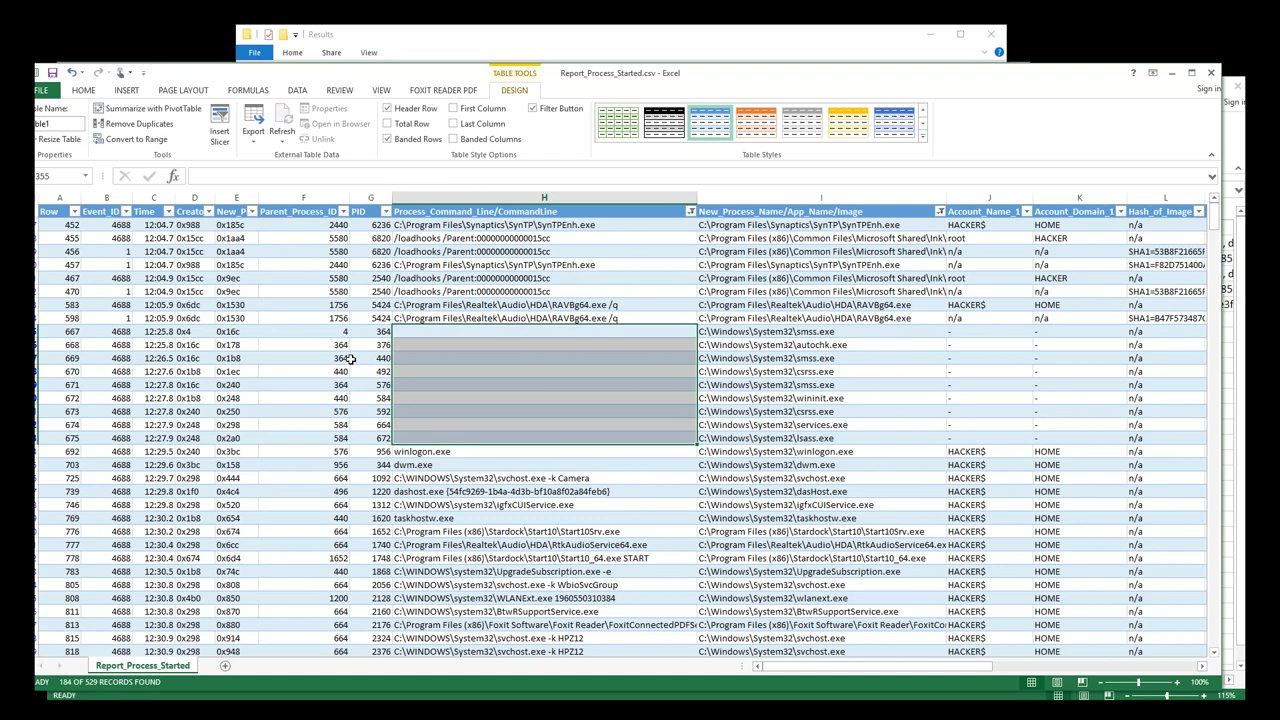 Results
File Home Share View
TABLE TOOLS Report_Process_Started.csv - Excel
FILE HOME INSERT PAGE LAYOUT FORMULAS DATA REVIEW VIEW FOXIT READER PDF DESIGN Sign in
Sign in
Summarize with PivotTable Properties Header Row First Column Filter Button
Remove Duplicates Insert Slicer Export Refresh Open in Browser Total Row Last Column
Resize Table Convert to Range Unlink Banded Rows Banded Columns
Properties Tools External Table Data Table Style Options Table Styles
355 fx
A B C D E F G H I J K L
Row Event_ID Time Creato New_P Parent_Process_ID PID Process_Command_Line/CommandLine New_Process_Name/App_Name/Image Account_Name_1 Account_Domain_1 Hash_of_Image
452 4688 12:04.7 0x988 0x185c 2440 6236 C:\Program Files\Synaptics\SynTP\SynTPEnh.exe C:\Program Files\Synaptics\SynTP\SynTPEnh.exe HACKER$ HOME n/a
455 4688 12:04.7 0x15cc 0x1aa4 5580 6820 /loadhooks /Parent:00000000000015cc C:\Program Files (x86)\Common Files\Microsoft Shared\Ink\ root HACKER n/a
456 1 12:04.7 0x15cc 0x1aa4 5580 6820 /loadhooks /Parent:00000000000015cc C:\Program Files (x86)\Common Files\Microsoft Shared\Ink\ n/a n/a SHA1=53B8F21665F
457 1 12:04.7 0x988 0x185c 2440 6236 C:\Program Files\Synaptics\SynTP\SynTPEnh.exe C:\Program Files\Synaptics\SynTP\SynTPEnh.exe n/a n/a SHA1=F82D751400A
467 4688 12:04.9 0x15cc 0x9ec 5580 2540 /loadhooks /Parent:00000000000015cc C:\Program Files (x86)\Common Files\Microsoft Shared\Ink\ root HACKER n/a
470 1 12:04.9 0x15cc 0x9ec 5580 2540 /loadhooks /Parent:00000000000015cc C:\Program Files (x86)\Common Files\Microsoft Shared\Ink\ n/a n/a SHA1=53B8F21665F
583 4688 12:05.9 0x6dc 0x1530 1756 5424 C:\Program Files\Realtek\Audio\HDA\RAVBg64.exe /q C:\Program Files\Realtek\Audio\HDA\RAVBg64.exe HACKER$ HOME n/a
598 1 12:05.9 0x6dc 0x1530 1756 5424 C:\Program Files\Realtek\Audio\HDA\RAVBg64.exe /q C:\Program Files\Realtek\Audio\HDA\RAVBg64.exe n/a n/a SHA1=B47F5734870
667 4688 12:25.8 0x4 0x16c 4 364 C:\Windows\System32\smss.exe - - n/a
668 4688 12:25.8 0x16c 0x178 364 376 C:\Windows\System32\autochk.exe - - n/a
669 4688 12:26.5 0x16c 0x1b8 364 440 C:\Windows\System32\smss.exe - - n/a
670 4688 12:27.6 0x1b8 0x1ec 440 492 C:\Windows\System32\csrss.exe - - n/a
671 4688 12:27.8 0x16c 0x240 364 576 C:\Windows\System32\smss.exe - - n/a
672 4688 12:27.8 0x1b8 0x248 440 584 C:\Windows\System32\wininit.exe - - n/a
673 4688 12:27.8 0x240 0x250 576 592 C:\Windows\System32\csrss.exe - - n/a
674 4688 12:28.8 0x248 0x298 584 664 C:\Windows\System32\services.exe - - n/a
675 4688 12:28.8 0x248 0x2a0 584 672 C:\Windows\System32\lsass.exe - - n/a
692 4688 12:29.5 0x240 0x3bc 576 956 winlogon.exe C:\Windows\System32\winlogon.exe HACKER$ HOME n/a
703 4688 12:29.6 0x3bc 0x158 956 344 dwm.exe C:\Windows\System32\dwm.exe HACKER$ HOME n/a
725 4688 12:29.8 0x298 0x444 664 1092 C:\WINDOWS\System32\svchost.exe -k Camera C:\Windows\System32\svchost.exe HACKER$ HOME n/a
739 4688 12:29.8 0x1f0 0x4c4 496 1220 dashost.exe {54fc9269-1b4a-4d3b-bf10a8f02a84feb6} C:\Windows\System32\dasHost.exe HACKER$ HOME n/a
746 4688 12:29.8 0x298 0x520 664 1312 C:\WINDOWS\system32\igfxCUIService.exe C:\Windows\System32\igfxCUIService.exe HACKER$ HOME n/a
769 4688 12:30.2 0x1b8 0x654 440 1620 taskhostw.exe C:\Windows\System32\taskhostw.exe HACKER$ HOME n/a
776 4688 12:30.3 0x298 0x674 664 1652 C:\Program Files (x86)\Stardock\Start10\Start10Srv.exe C:\Program Files (x86)\Stardock\Start10\Start10Srv.exe HACKER$ HOME n/a
777 4688 12:30.4 0x298 0x6cc 664 1740 C:\Program Files\Realtek\Audio\HDA\RtkAudioService64.exe C:\Program Files\Realtek\Audio\HDA\RtkAudioService64.ex HACKER$ HOME n/a
778 4688 12:30.4 0x674 0x6d4 1652 1748 C:\Program Files (x86)\Stardock\Start10\Start10_64.exe START C:\Program Files (x86)\Stardock\Start10\Start10_64.exe HACKER$ HOME n/a
783 4688 12:30.5 0x1b8 0x74c 440 1868 C:\WINDOWS\system32\UpgradeSubscription.exe -e C:\Windows\System32\UpgradeSubscription.exe HACKER$ HOME n/a
805 4688 12:30.8 0x298 0x808 664 2056 C:\WINDOWS\system32\svchost.exe -k WbioSvcGroup C:\Windows\System32\svchost.exe HACKER$ HOME n/a
808 4688 12:30.8 0x4b0 0x850 1200 2128 C:\WINDOWS\system32\WLANExt.exe 1960550310384 C:\Windows\System32\wlanext.exe HACKER$ HOME n/a
811 4688 12:30.9 0x298 0x870 664 2160 C:\WINDOWS\system32\BtwRSupportService.exe C:\Windows\System32\BtwRSupportService.exe HACKER$ HOME n/a
813 4688 12:30.9 0x298 0x880 664 2176 C:\Program Files (x86)\Foxit Software\Foxit Reader\FoxitConnectedPDFSe C:\Program Files (x86)\Foxit Software\Foxit Reader\FoxitCon HACKER$ HOME n/a
815 4688 12:30.9 0x298 0x914 664 2324 C:\WINDOWS\System32\svchost.exe -k HPZ12 C:\Windows\System32\svchost.exe HACKER$ HOME n/a
818 4688 12:30.9 0x298 0x948 664 2376 C:\WINDOWS\System32\svchost.exe -k HPZ12 C:\Windows\System32\svchost.exe HACKER$ HOME n/a
Report_Process_Started
184 OF 529 RECORDS FOUND 100%
READY 115%